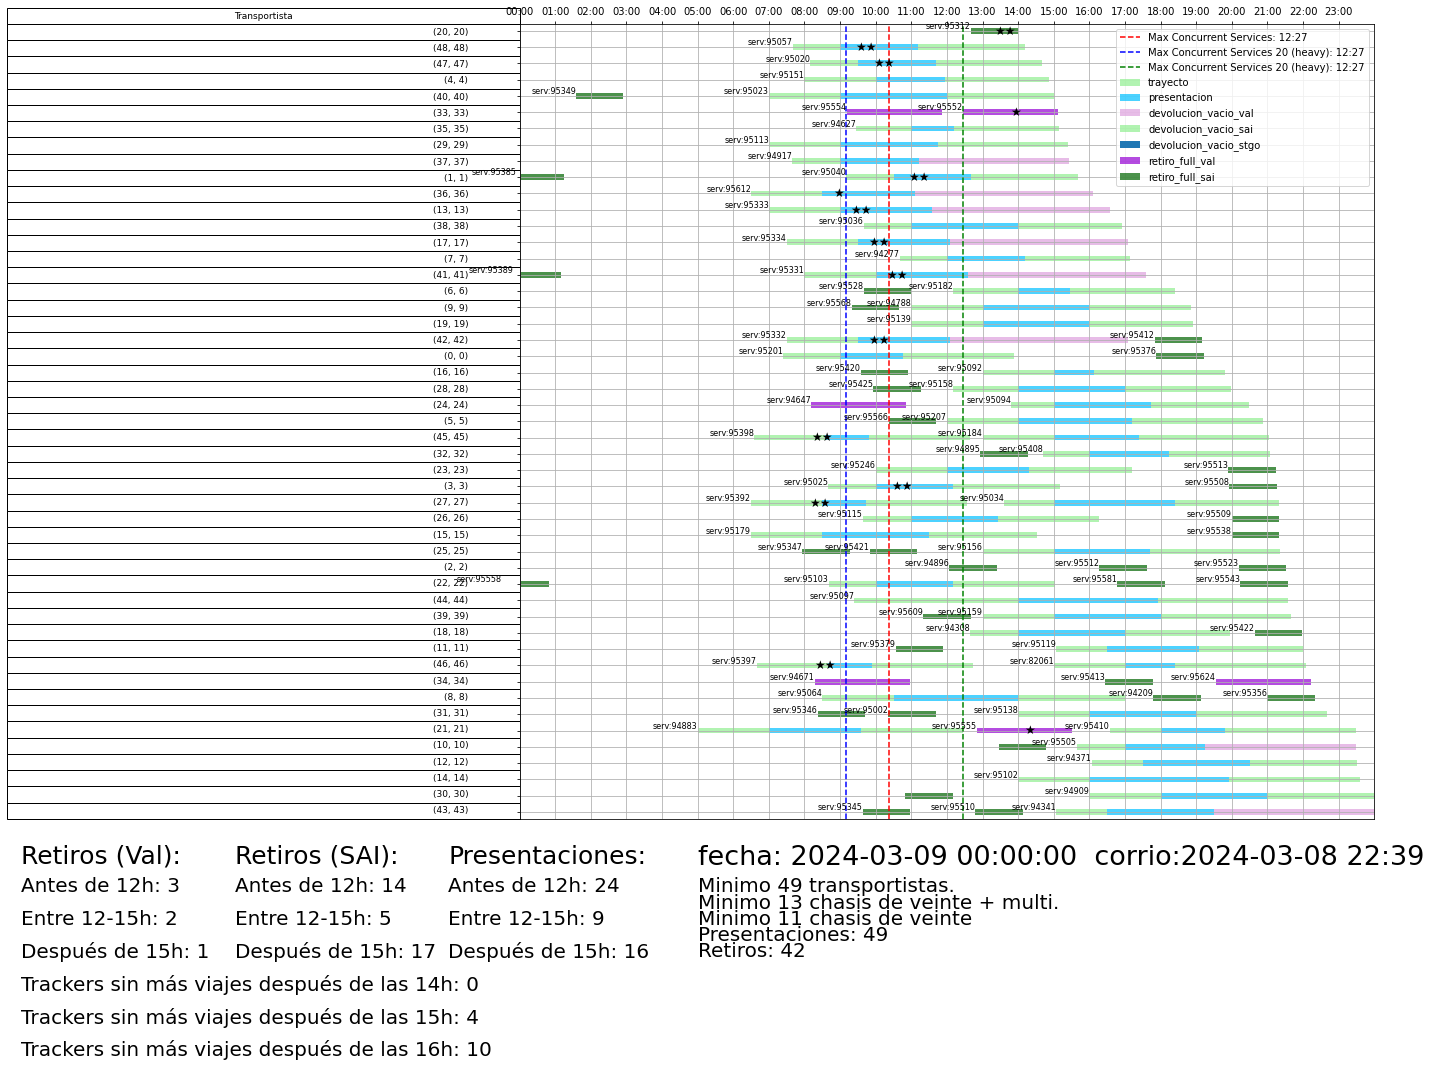 Transportista
00:00 01:00 02:00 03:00 04:00 05:00 06:00 07:00 08:00 09:00 10:00 11:00 12:00 13:00 14:00 15:00 16:00 17:00 18:00 19:00 20:00 21:00 22:00 23:00
(20, 20) serv:95312
(48, 48) serv:95057
(47, 47) serv:95020
(4, 4) serv:95151
(40, 40) serv:95349 serv:95023
(33, 33) serv:95554 serv:95552
(35, 35) serv:94627
(29, 29) serv:95113
(37, 37) serv:94917
(1, 1) serv:95385 serv:95040
(36, 36) serv:95612
(13, 13) serv:95333
(38, 38) serv:95036
(17, 17) serv:95334
(7, 7) serv:94277
(41, 41) serv:95389 serv:95331
(6, 6) serv:95528 serv:95182
(9, 9) serv:95568 serv:94788
(19, 19) serv:95139
(42, 42) serv:95332 serv:95412
(0, 0) serv:95201 serv:95376
(16, 16) serv:95420 serv:95092
(28, 28) serv:95425 serv:95158
(24, 24) serv:94647 serv:95094
(5, 5) serv:95566 serv:95207
(45, 45) serv:95398 serv:95184
(32, 32) serv:94895 serv:95408
(23, 23) serv:95246 serv:95513
(3, 3) serv:95025 serv:95508
(27, 27) serv:95392 serv:95034
(26, 26) serv:95115 serv:95509
(15, 15) serv:95179 serv:95538
(25, 25) serv:95347 serv:95421 serv:95156
(2, 2) serv:94896 serv:95512 serv:95523
(22, 22) serv:95558 serv:95103 serv:95581 serv:95543
(44, 44) serv:95097
(39, 39) serv:95609 serv:95159
(18, 18) serv:94308 serv:95422
(11, 11) serv:95379 serv:95119
(46, 46) serv:95397 serv:82061
(34, 34) serv:94671 serv:95413 serv:95624
(8, 8) serv:95064 serv:94209 serv:95356
(31, 31) serv:95346 serv:95002 serv:95138
(21, 21) serv:94883 serv:95555 serv:95410
(10, 10) serv:95505
(12, 12) serv:94371
(14, 14) serv:95102
(30, 30) serv:94909
(43, 43) serv:95345 serv:95510 serv:94341
Max Concurrent Services: 12:27
Max Concurrent Services 20 (heavy): 12:27
Max Concurrent Services 20 (heavy): 12:27
trayecto
presentacion
devolucion_vacio_val
devolucion_vacio_sai
devolucion_vacio_stgo
retiro_full_val
retiro_full_sai
Retiros (Val):
Antes de 12h: 3
Entre 12-15h: 2
Después de 15h: 1
Retiros (SAI):
Antes de 12h: 14
Entre 12-15h: 5
Después de 15h: 17
Presentaciones:
Antes de 12h: 24
Entre 12-15h: 9
Después de 15h: 16
Trackers sin más viajes después de las 14h: 0
Trackers sin más viajes después de las 15h: 4
Trackers sin más viajes después de las 16h: 10
fecha: 2024-03-09 00:00:00 corrio:2024-03-08 22:39
Minimo 49 transportistas.
Minimo 13 chasis de veinte + multi.
Minimo 11 chasis de veinte
Presentaciones: 49
Retiros: 42